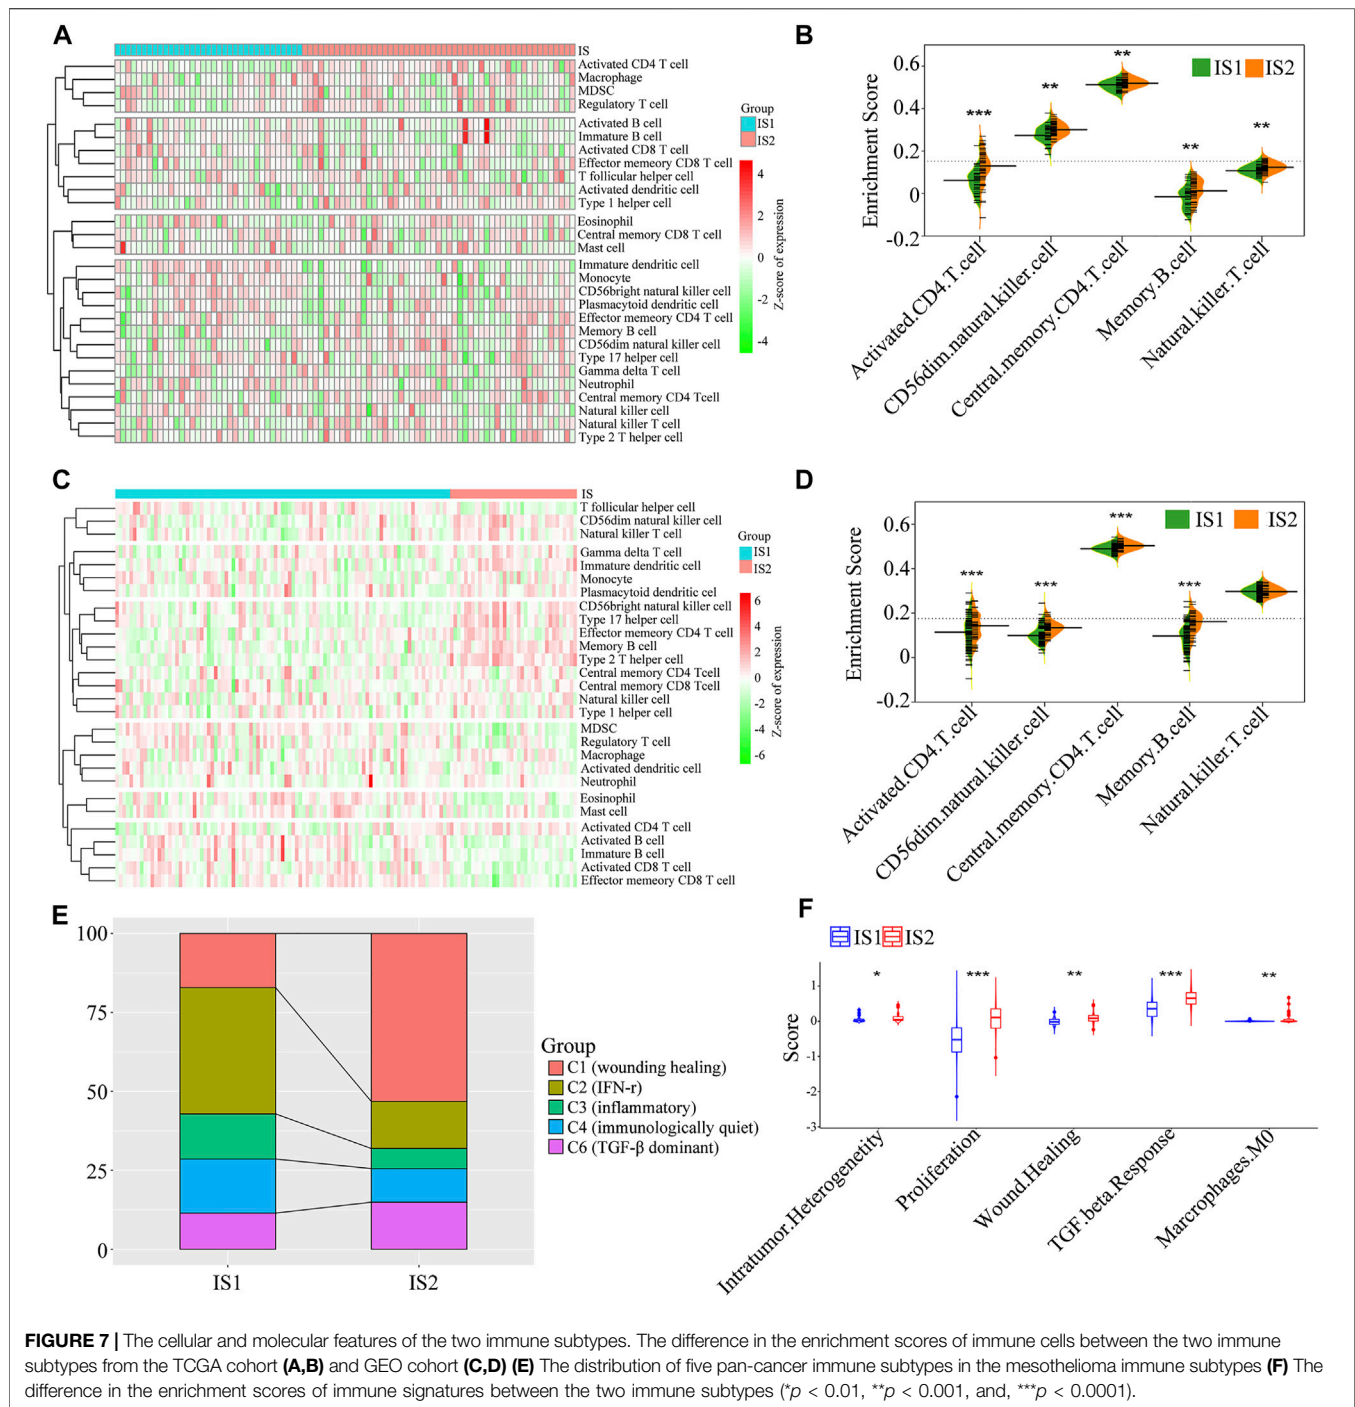 A
IS
Activated CD4 T cell
Macrophage
MDSC
Regulatory T cell
Activated B cell
Immature B cell
Activated CD8 T cell
Effector memeory CD8 T cell
T follicular helper cell
Activated dendritic cell
Type 1 helper cell
Eosinophil
Central memory CD8 T cell
Mast cell
Immature dendritic cell
Monocyte
CD56bright natural killer cell
Plasmacytoid dendritic cell
Effector memeory CD4 T cell
Memory B cell
CD56dim natural killer cell
Type 17 helper cell
Gamma delta T cell
Neutrophil
Central memory CD4 Tcell
Natural killer cell
Natural killer T cell
Type 2 T helper cell
Group
IS1
IS2
4
2
0
-2
-4
Z-score of expression
B
IS1 IS2
Enrichment Score
0.6
0.4
0.2
0
-0.2
*** ** ** ** **
Activated.CD4.T.cell
CD56dim.natural.killer.cell
Central.memory.CD4.T.cell
Memory.B.cell
Natural.killer.T.cell
C
IS
T follicular helper cell
CD56dim natural killer cell
Natural killer T cell
Gamma delta T cell
Immature dendritic cell
Monocyte
Plasmacytoid dendritic cel
CD56bright natural killer cell
Type 17 helper cell
Effector memeory CD4 T cell
Memory B cell
Type 2 T helper cell
Central memory CD4 Tcell
Central memory CD8 Tcell
Natural killer cell
Type 1 helper cell
MDSC
Regulatory T cell
Macrophage
Activated dendritic cell
Neutrophil
Eosinophil
Mast cell
Activated CD4 T cell
Activated B cell
Immature B cell
Activated CD8 T cell
Effector memeory CD8 T cell
Group
IS1
IS2
6
4
2
0
-2
-4
-6
Z-score of expression
D
IS1 IS2
Enrichment Score
0.6
0.4
0.2
0
-0.2
*** *** *** ***
Activated.CD4.T.cell
CD56dim.natural.killer.cell
Central.memory.CD4.T.cell
Memory.B.cell
Natural.killer.T.cell
E
100
75
50
25
0
IS1 IS2
Group
C1 (wounding healing)
C2 (IFN-r)
C3 (inflammatory)
C4 (immunologically quiet)
C6 (TGF-β dominant)
F
IS1 IS2
Score
1
0
-1
-2
-3
* *** ** *** **
Intratumor.Heterogenetity
Proliferation
Wound.Healing
TGF.beta.Response
Marcrophages.M0
FIGURE 7 | The cellular and molecular features of the two immune subtypes. The difference in the enrichment scores of immune cells between the two immune
subtypes from the TCGA cohort (A,B) and GEO cohort (C,D) (E) The distribution of five pan-cancer immune subtypes in the mesothelioma immune subtypes (F) The
difference in the enrichment scores of immune signatures between the two immune subtypes (*p < 0.01, **p < 0.001, and, ***p < 0.0001).